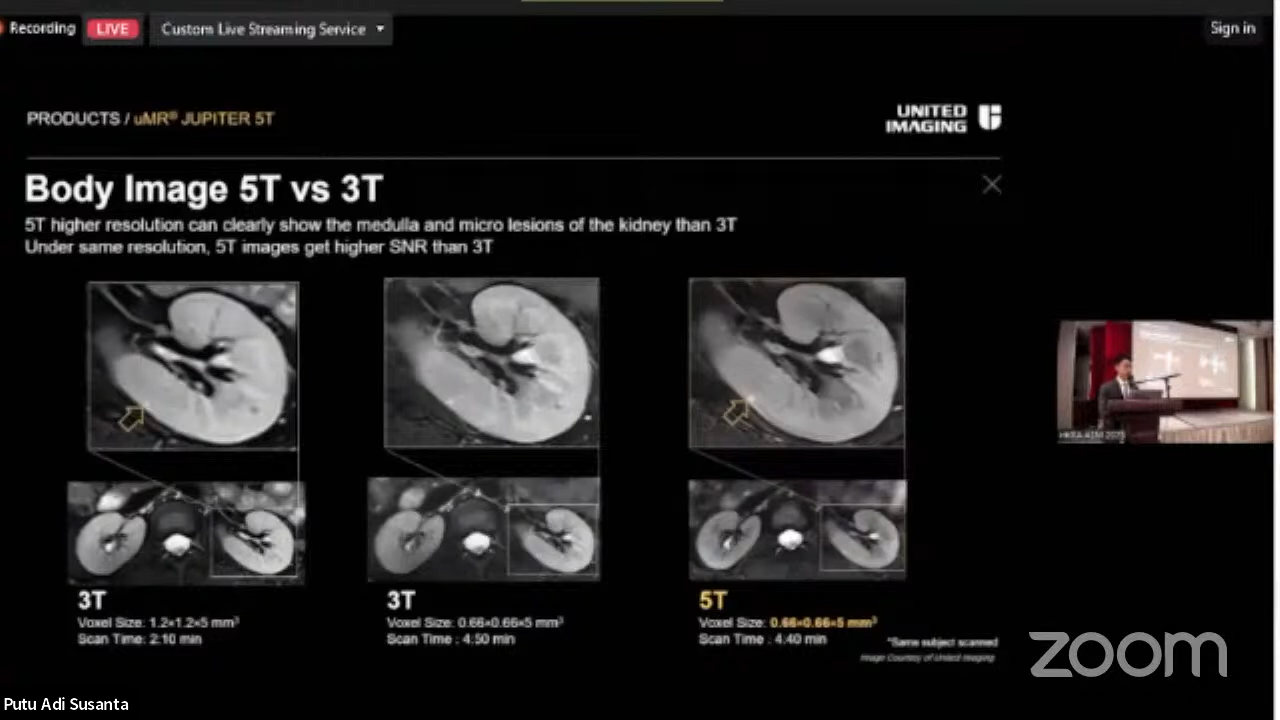 Recording
LIVE
Custom Live Streaming Service
Sign in
PRODUCTS / uMR® JUPITER 5T
UNITED
IMAGING
Body Image 5T vs 3T
5T higher resolution can clearly show the medulla and micro lesions of the kidney than 3T
Under same resolution, 5T images get higher SNR than 3T
3T
Voxel Size: 1.2×1.2×5 mm³
Scan Time: 2:10 min
3T
Voxel Size: 0.66×0.66×5 mm³
Scan Time : 4:50 min
5T
Voxel Size: 0.66×0.66×5 mm³
Scan Time : 4.40 min
*Same subject scanned
Image Courtesy of United Imaging
zoom
Putu Adi Susanta